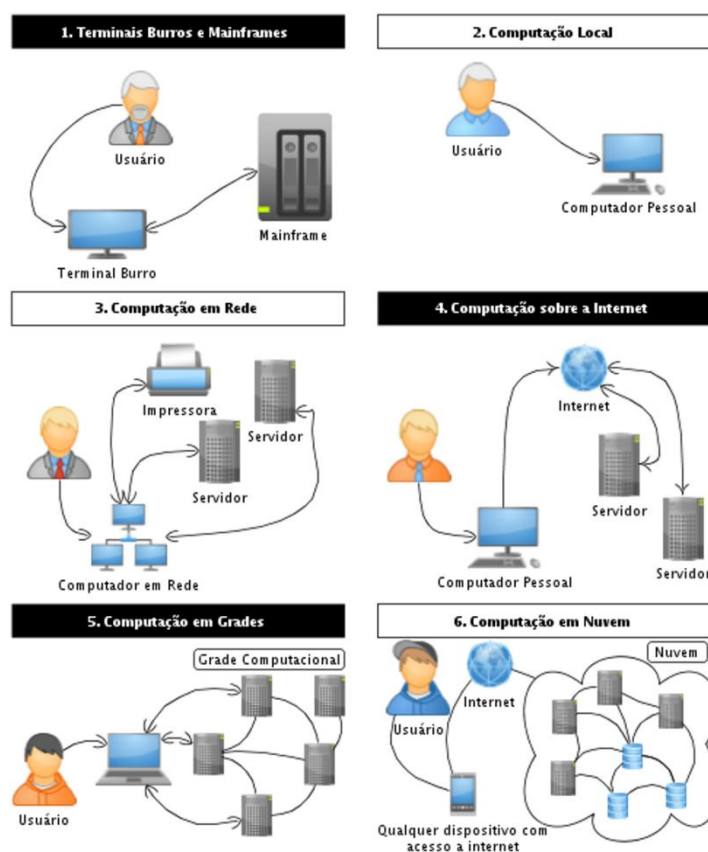 1. Terminais Burros e Mainframes
Usuário
Mainframe
Terminal Burro
2. Computação Local
Usuário
Computador Pessoal
3. Computação em Rede
Impressora
Servidor
Servidor
Computador em Rede
4. Computação sobre a Internet
Internet
Servidor
Computador Pessoal
Servidor
5. Computação em Grades
Grade Computacional
Usuário
6. Computação em Nuvem
Nuvem
Usuário
Internet
Qualquer dispositivo com
acesso a internet